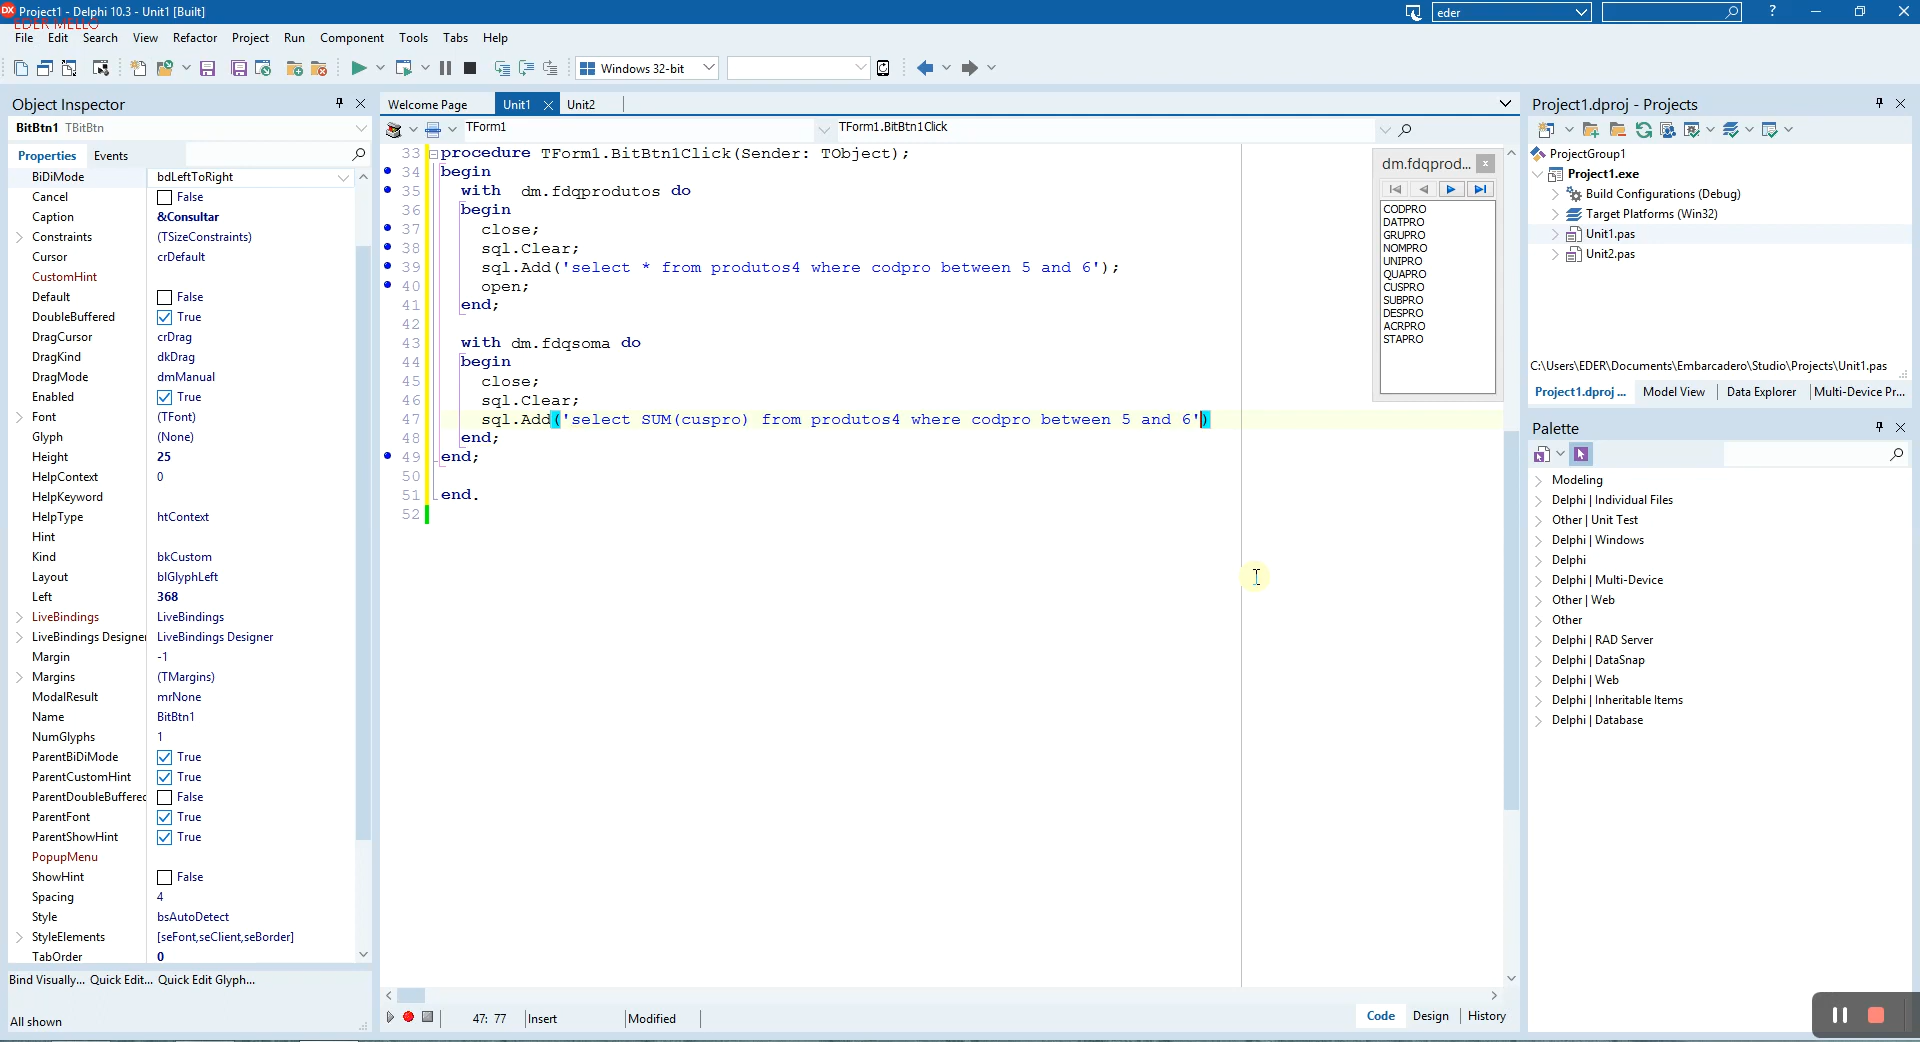 Project1 - Delphi 10.3 - Unit1 [Built]
eder
?
EDER MELLO
File Edit Search View Refactor Project Run Component Tools Tabs Help
Windows 32-bit
Object Inspector
BitBtn1 TBitBtn
Properties Events
BiDiMode bdLeftToRight
Cancel False
Caption &Consultar
Constraints (TSizeConstraints)
Cursor crDefault
CustomHint
Default False
DoubleBuffered True
DragCursor crDrag
DragKind dkDrag
DragMode dmManual
Enabled True
Font (TFont)
Glyph (None)
Height 25
HelpContext 0
HelpKeyword
HelpType htContext
Hint
Kind bkCustom
Layout blGlyphLeft
Left 368
LiveBindings LiveBindings
LiveBindings Designer LiveBindings Designer
Margin -1
Margins (TMargins)
ModalResult mrNone
Name BitBtn1
NumGlyphs 1
ParentBiDiMode True
ParentCustomHint True
ParentDoubleBuffered False
ParentFont True
ParentShowHint True
PopupMenu
ShowHint False
Spacing 4
Style bsAutoDetect
StyleElements [seFont,seClient,seBorder]
TabOrder 0
Bind Visually... Quick Edit... Quick Edit Glyph...
All shown
Welcome Page Unit1 Unit2
TForm1 TForm1.BitBtn1Click
33 procedure TForm1.BitBtn1Click(Sender: TObject);
34 begin
35 with dm.fdqprodutos do
36 begin
37 close;
38 sql.Clear;
39 sql.Add('select * from produtos4 where codpro between 5 and 6');
40 open;
41 end;
42
43 with dm.fdqsoma do
44 begin
45 close;
46 sql.Clear;
47 sql.Add('select SUM(cuspro) from produtos4 where codpro between 5 and 6')
48 end;
49 end;
50
51 end.
52
dm.fdqprod...
CODPRO
DATPRO
GRUPRO
NOMPRO
UNIPRO
QUAPRO
CUSPRO
SUBPRO
DESPRO
ACRPRO
STAPRO
47: 77 Insert Modified
Code Design History
Project1.dproj - Projects
ProjectGroup1
Project1.exe
Build Configurations (Debug)
Target Platforms (Win32)
Unit1.pas
Unit2.pas
C:\Users\EDER\Documents\Embarcadero\Studio\Projects\Unit1.pas
Project1.dproj ... Model View Data Explorer Multi-Device Pr...
Palette
Modeling
Delphi | Individual Files
Other | Unit Test
Delphi | Windows
Delphi
Delphi | Multi-Device
Other | Web
Other
Delphi | RAD Server
Delphi | DataSnap
Delphi | Web
Delphi | Inheritable Items
Delphi | Database